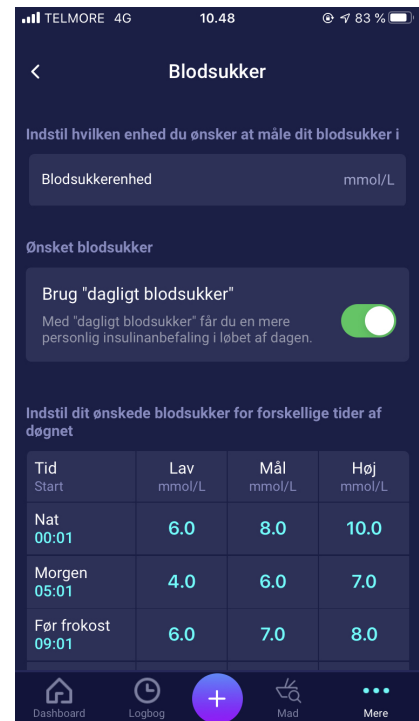 TELMORE 4G 10.48 83 %
Blodsukker
Indstil hvilken enhed du ønsker at måle dit blodsukker i
Blodsukkerenhed mmol/L
Ønsket blodsukker
Brug "dagligt blodsukker"
Med "dagligt blodsukker" får du en mere
personlig insulinanbefaling i løbet af dagen.
Indstil dit ønskede blodsukker for forskellige tider af
døgnet
Tid Lav Mål Høj
Start mmol/L mmol/L mmol/L
Nat
00:01 6.0 8.0 10.0
Morgen
05:01 4.0 6.0 7.0
Før frokost
09:01 6.0 7.0 8.0
Dashboard Logbog Mad Mere